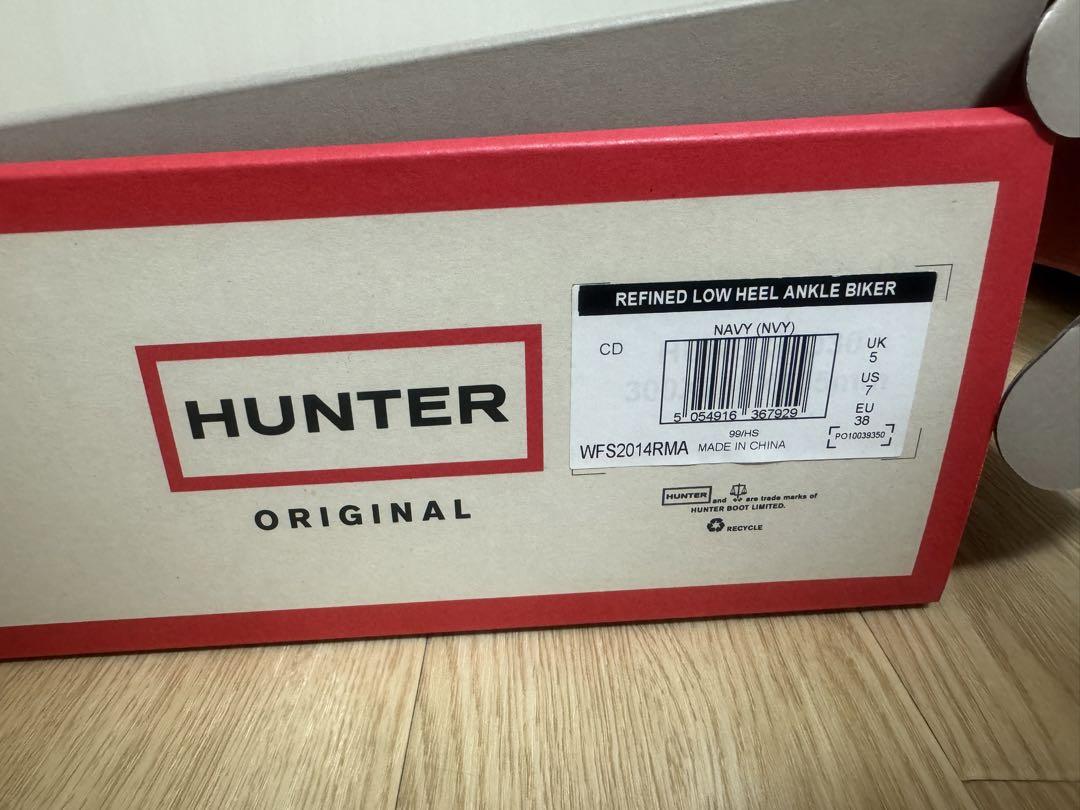 HUNTER
ORIGINAL
REFINED LOW HEEL ANKLE BIKER
NAVY (NVY)
CD
UK
5
US
7
EU
38
5 054916 367929
99/HS
PO10039350
WFS2014RMA MADE IN CHINA
HUNTER and are trade marks of
HUNTER BOOT LIMITED.
RECYCLE